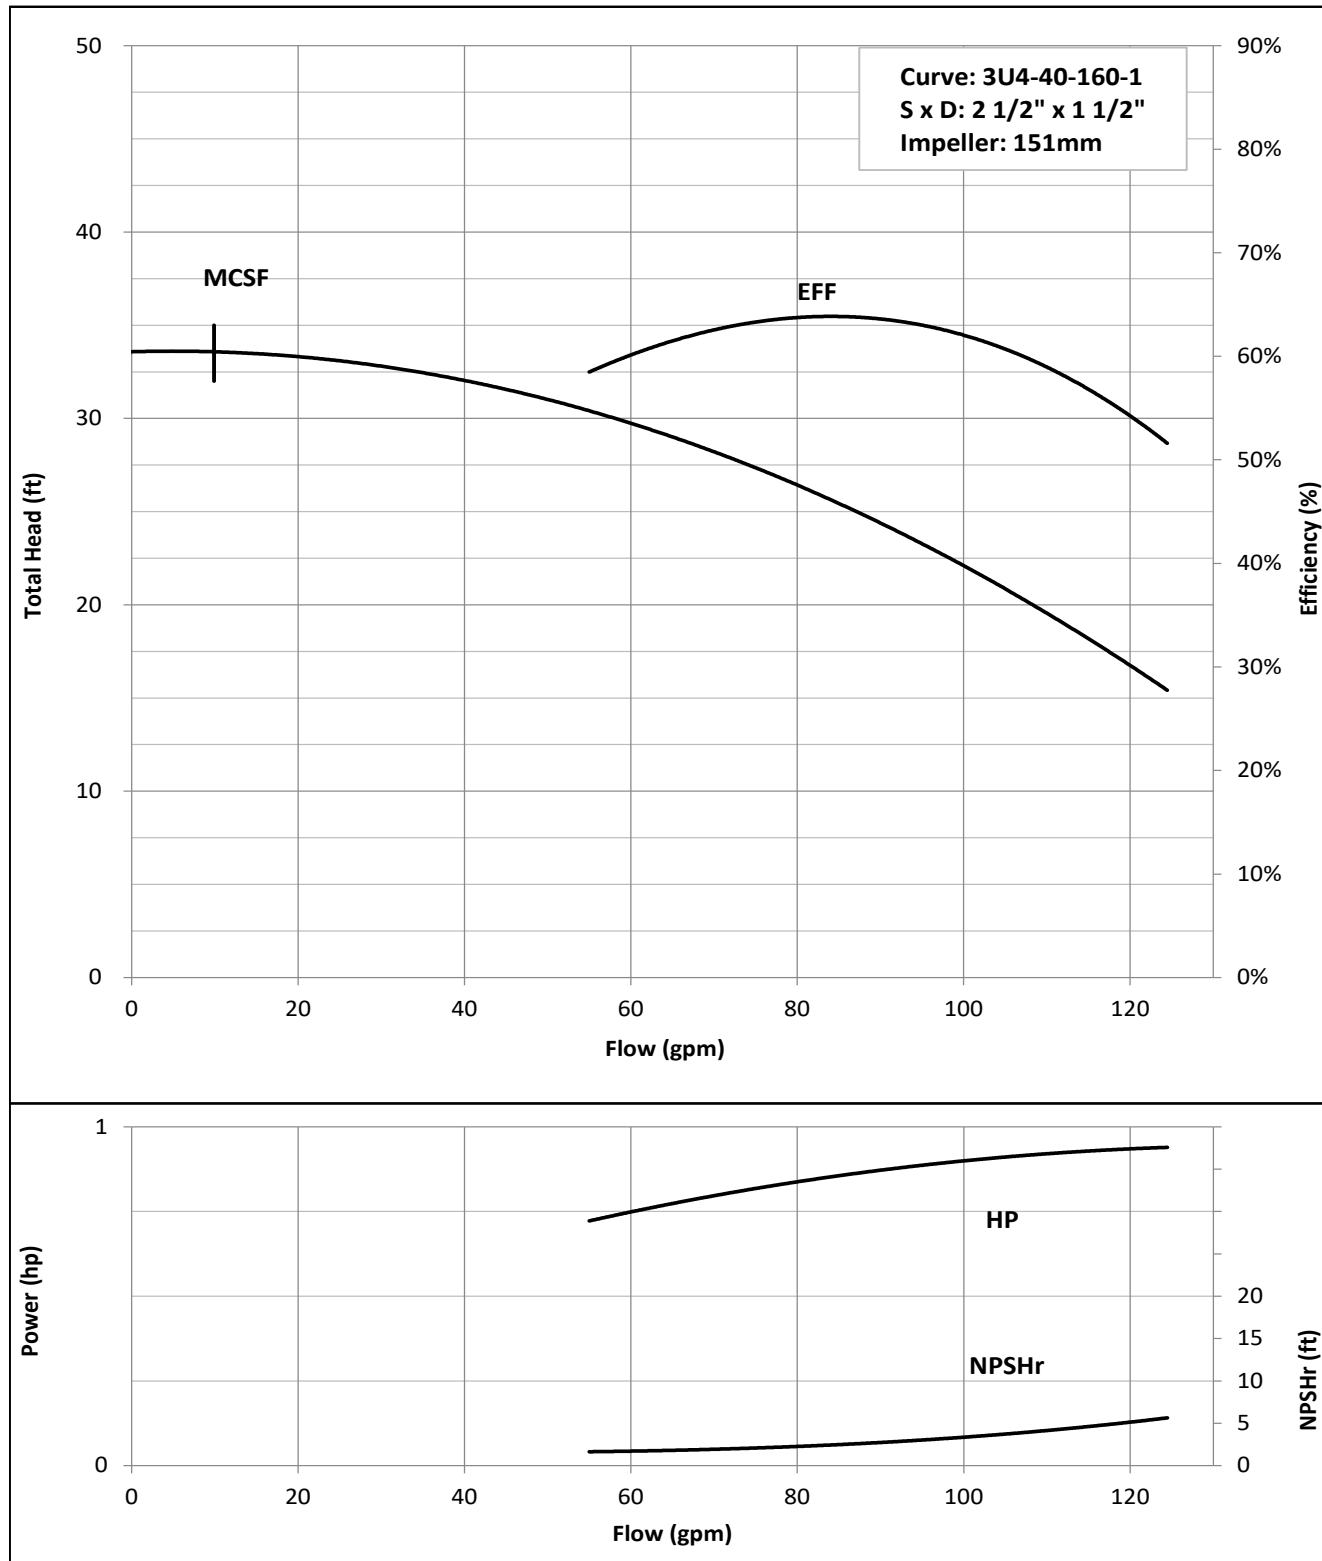 50
90%
Curve: 3U4-40-160-1
S x D: 2 1/2" x 1 1/2"
Impeller: 151mm
80%
40
70%
MCSF
EFF
60%
30
50%
Total Head (ft)
Efficiency (%)
40%
20
30%
20%
10
10%
0
0%
0 20 40 60 80 100 120
Flow (gpm)
1
HP
Power (hp)
20
15
NPSHr
10
NPSHr (ft)
5
0
0
0 20 40 60 80 100 120
Flow (gpm)